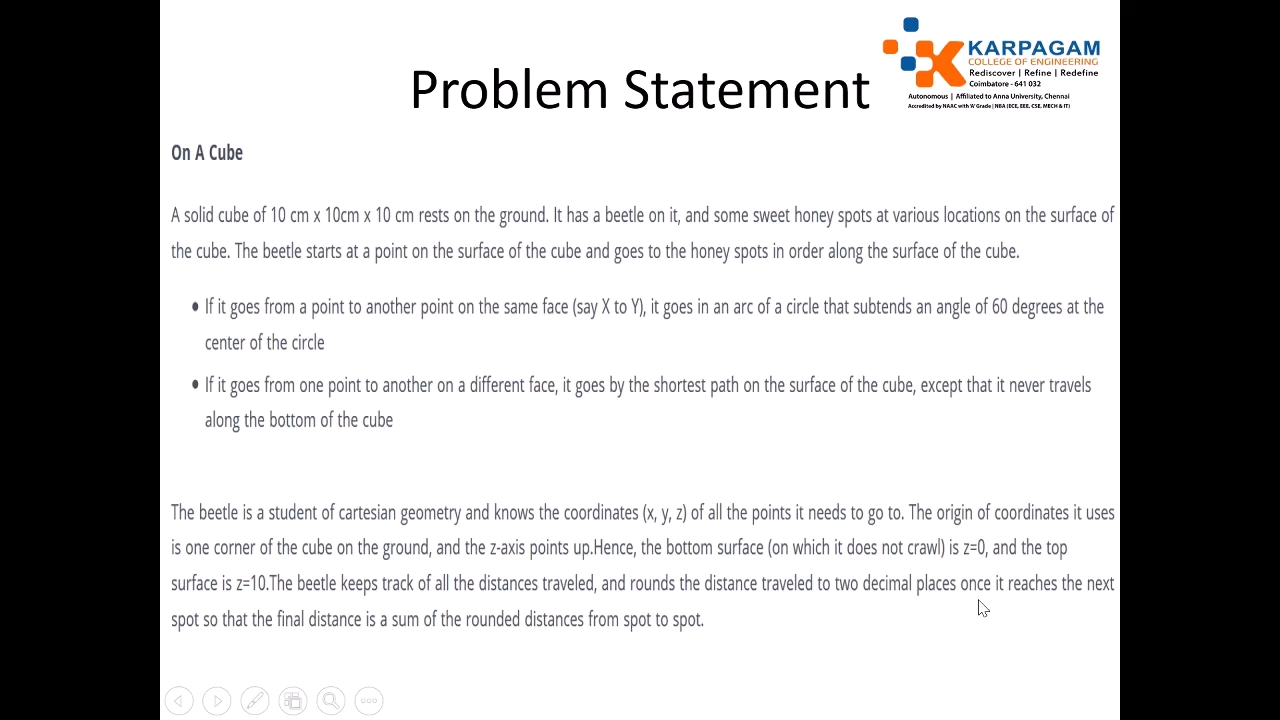 KARPAGAM
COLLEGE OF ENGINEERING
Rediscover | Refine | Redefine
Coimbatore - 641 032
Autonomous | Affiliated to Anna University, Chennai
Accredited by NAAC with 'A' Grade | NBA (ECE, EEE, CSE, MECH & IT)
Problem Statement
On A Cube
A solid cube of 10 cm x 10cm x 10 cm rests on the ground. It has a beetle on it, and some sweet honey spots at various locations on the surface of
the cube. The beetle starts at a point on the surface of the cube and goes to the honey spots in order along the surface of the cube.
• If it goes from a point to another point on the same face (say X to Y), it goes in an arc of a circle that subtends an angle of 60 degrees at the
center of the circle
• If it goes from one point to another on a different face, it goes by the shortest path on the surface of the cube, except that it never travels
along the bottom of the cube
The beetle is a student of cartesian geometry and knows the coordinates (x, y, z) of all the points it needs to go to. The origin of coordinates it uses
is one corner of the cube on the ground, and the z-axis points up.Hence, the bottom surface (on which it does not crawl) is z=0, and the top
surface is z=10.The beetle keeps track of all the distances traveled, and rounds the distance traveled to two decimal places once it reaches the next
spot so that the final distance is a sum of the rounded distances from spot to spot.